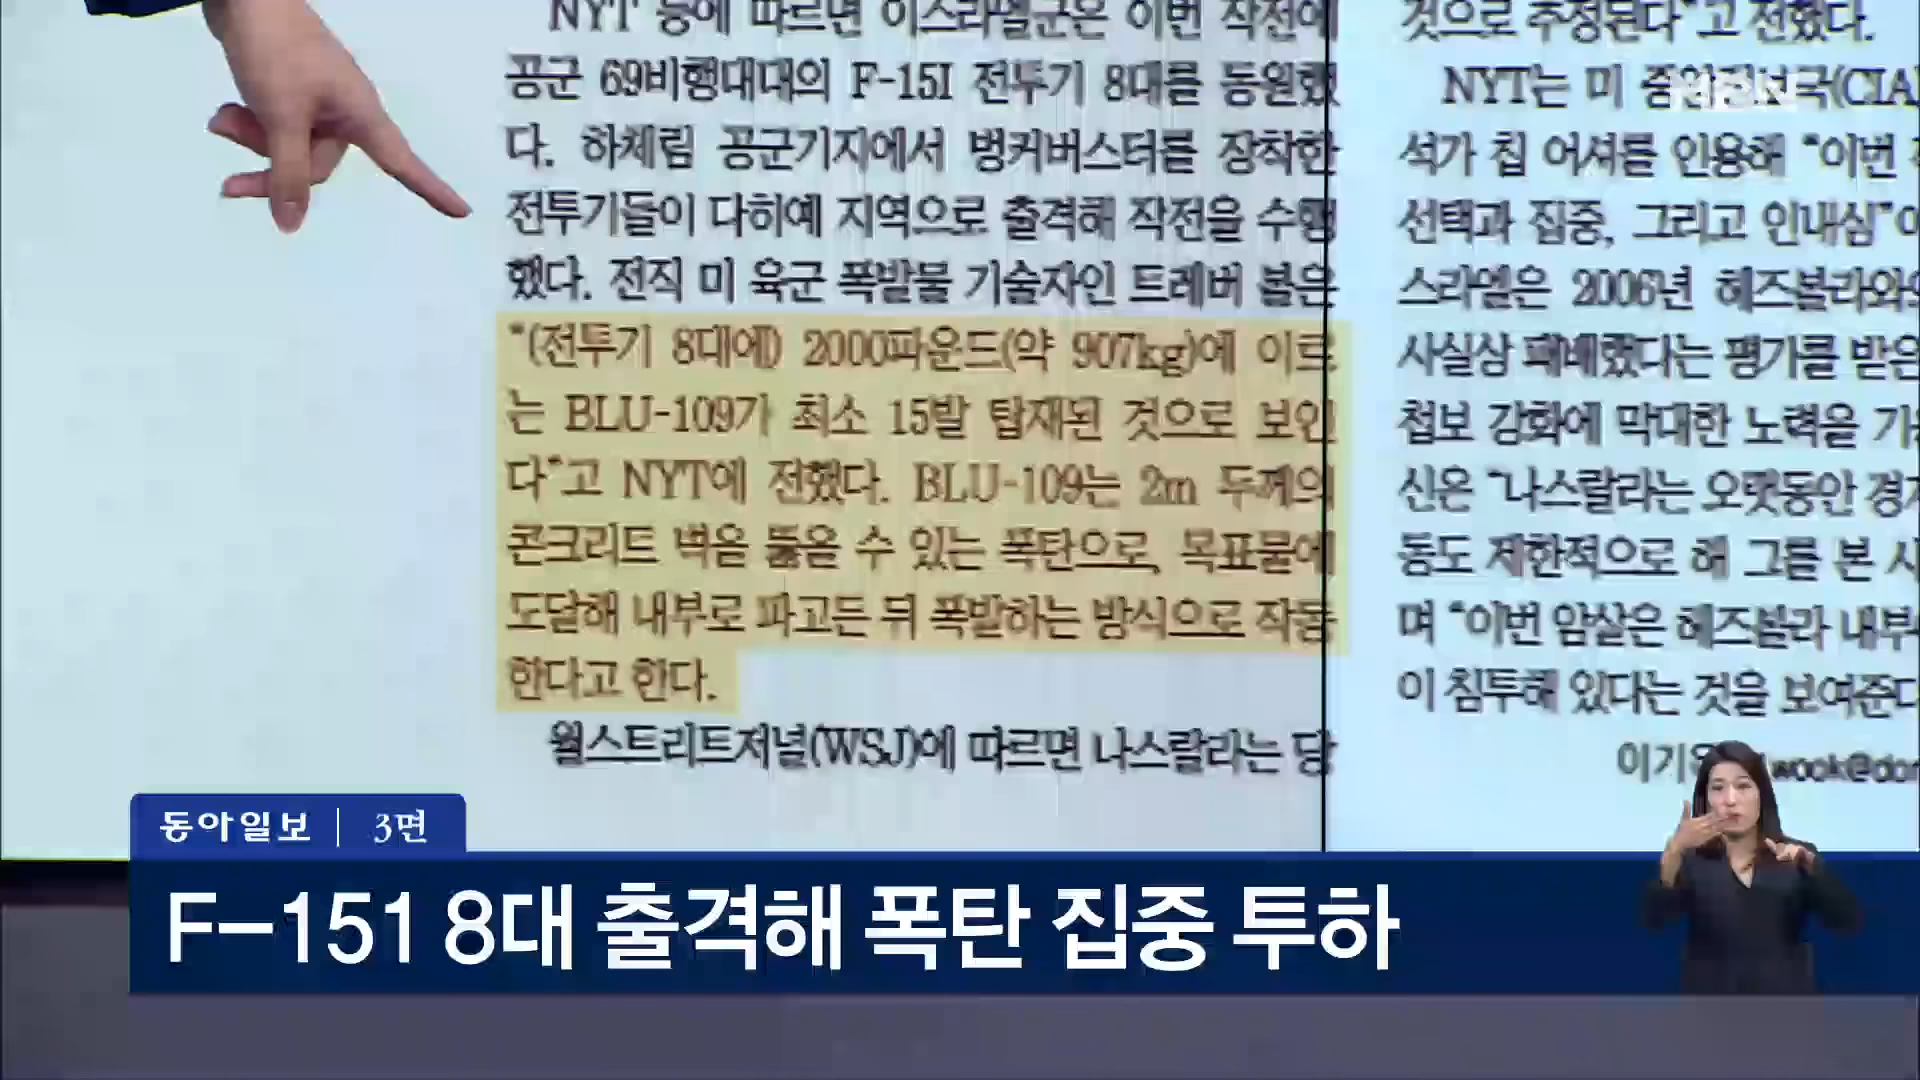 NYT 등에 따르면 이스라엘군은 이번 작전에
공군 69비행대대의 F-15I 전투기 8대를 동원했
다. 하체림 공군기지에서 벙커버스터를 장착한
전투기들이 다히예 지역으로 출격해 작전을 수행
했다. 전직 미 육군 폭발물 기술자인 트레버 볼은
“(전투기 8대에) 2000파운드(약 907kg)에 이르
는 BLU-109가 최소 15발 탑재된 것으로 보인
다”고 NYT에 전했다. BLU-109는 2m 두께의
콘크리트 벽을 뚫을 수 있는 폭탄으로, 목표물에
도달해 내부로 파고든 뒤 폭발하는 방식으로 작동
한다고 한다.
월스트리트저널(WSJ)에 따르면 나스랄라는 당
것으로 추정된다”고 전했다.
NYT는 미 중앙정보국(CIA)
석가 칩 어셔를 인용해 “이번
선택과 집중, 그리고 인내심”이
스라엘은 2006년 헤즈볼라와의
사실상 패배했다는 평가를 받은
첩보 강화에 막대한 노력을
신은 “나스랄라는 오랫동안
동도 제한적으로 해 그를 본
며 “이번 암살은 헤즈볼라 내부
이 침투해 있다는 것을 보여준다
이기욱
MBN
동아일보 | 3면
F-151 8대 출격해 폭탄 집중 투하